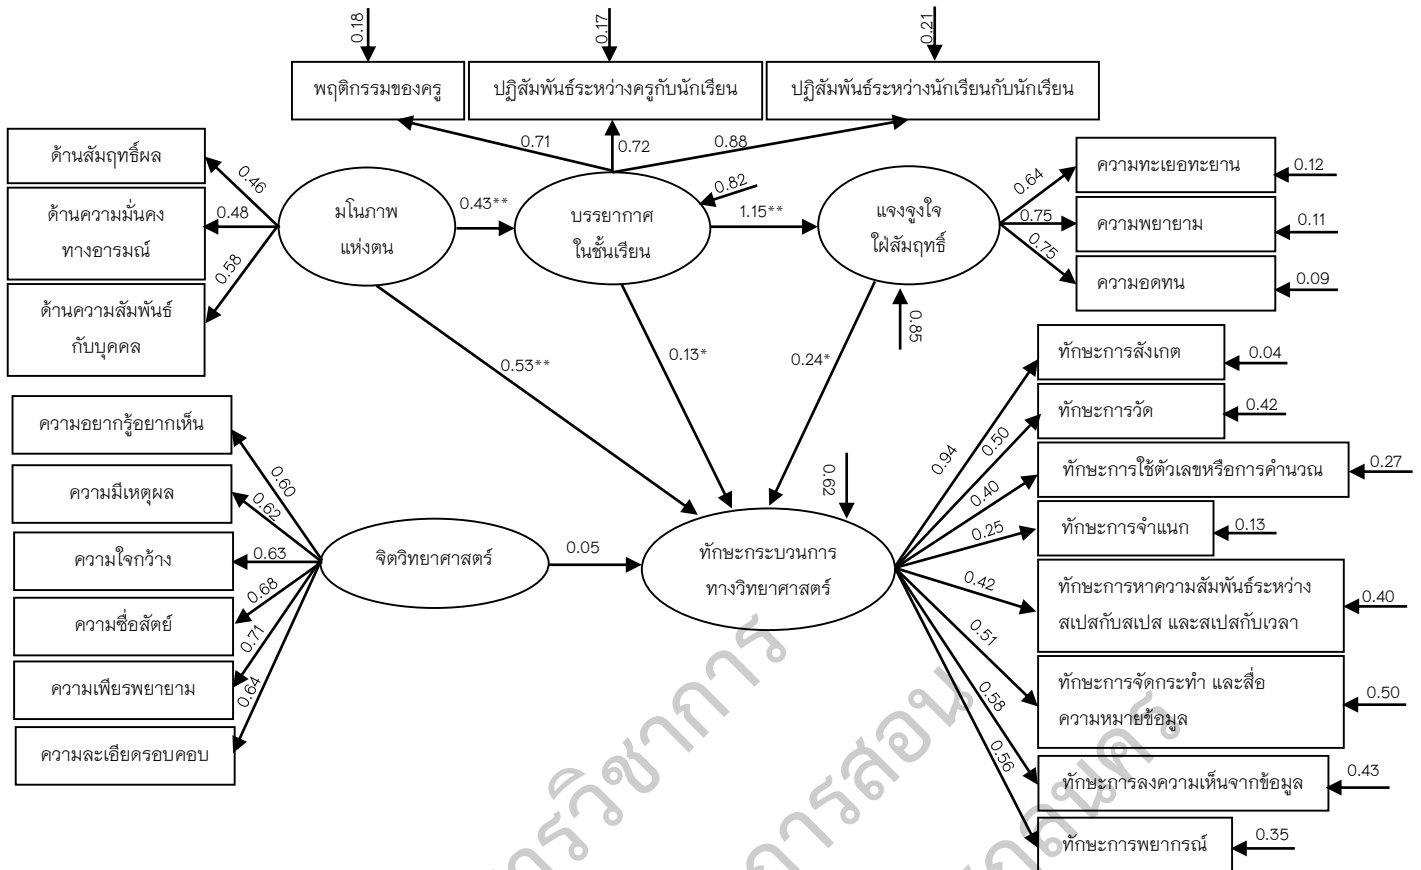 0.18
0.17
0.21
พฤติกรรมของครู
ปฏิสัมพันธ์ระหว่างครูกับนักเรียน
ปฏิสัมพันธ์ระหว่างนักเรียนกับนักเรียน
0.71
0.72
0.88
ด้านสัมฤทธิ์ผล
ด้านความมั่นคง
ทางอารมณ์
ด้านความสัมพันธ์
กับบุคคล
0.46
0.48
0.58
มโนภาพ
แห่งตน
0.43**
บรรยากาศ
ในชั้นเรียน
0.82
1.15**
แจงจูงใจ
ใฝ่สัมฤทธิ์
0.85
0.64
0.75
0.75
ความทะเยอทะยาน
0.12
ความพยายาม
0.11
ความอดทน
0.09
0.53**
0.13*
0.24*
0.62
ความอยากรู้อยากเห็น
ความมีเหตุผล
ความใจกว้าง
ความซื่อสัตย์
ความเพียรพยายาม
ความละเอียดรอบคอบ
0.60
0.62
0.63
0.68
0.71
0.64
จิตวิทยาศาสตร์
0.05
ทักษะกระบวนการ
ทางวิทยาศาสตร์
0.94
0.50
0.40
0.25
0.42
0.51
0.58
0.56
ทักษะการสังเกต
0.04
ทักษะการวัด
0.42
ทักษะการใช้ตัวเลขหรือการคำนวณ
0.27
ทักษะการจำแนก
0.13
ทักษะการหาความสัมพันธ์ระหว่าง
สเปสกับสเปส และสเปสกับเวลา
0.40
ทักษะการจัดกระทำ และสื่อ
ความหมายข้อมูล
0.50
ทักษะการลงความเห็นจากข้อมูล
0.43
ทักษะการพยากรณ์
0.35